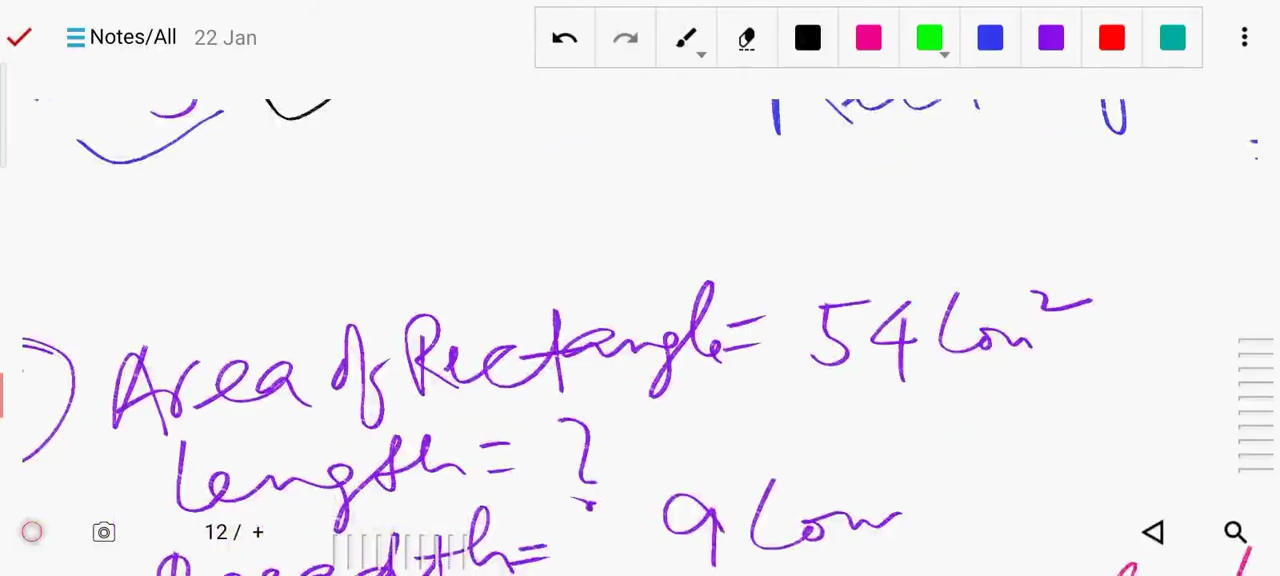 Notes/All 22 Jan
Area of Rectangle = 54 cm²
length = ?
Breadth = 9 cm
12 / +